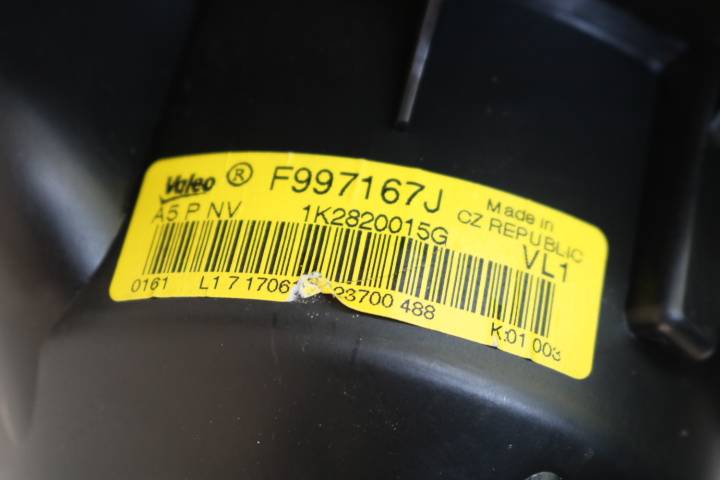 Valeo ® F997167J Made in
A5 P NV 1K2820015G CZ REPUBLIC
VL1
0161 L1 7 1706 23700 488 K:01 003